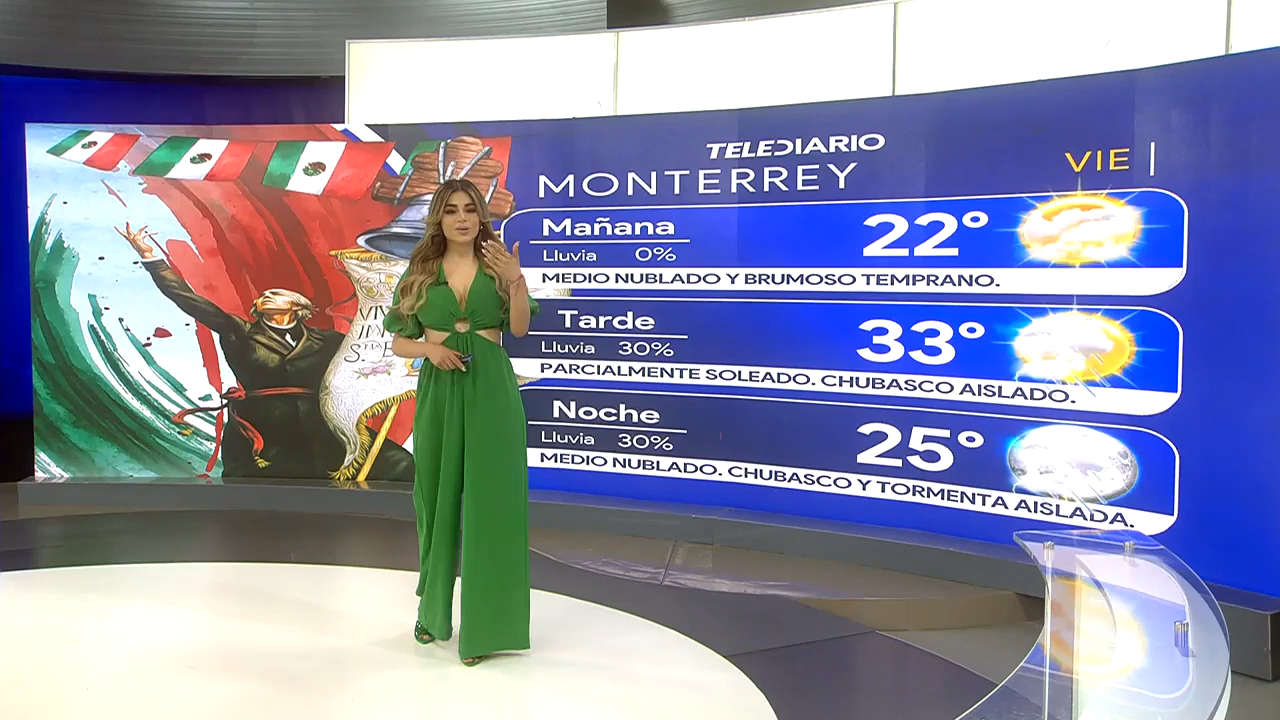 TELEDIARIO
MONTERREY
VIE
Mañana
22°
Lluvia 0%
MEDIO NUBLADO Y BRUMOSO TEMPRANO.
Tarde
33°
Lluvia 30%
PARCIALMENTE SOLEADO. CHUBASCO AISLADO.
Noche
25°
Lluvia 30%
MEDIO NUBLADO. CHUBASCO Y TORMENTA AISLADA.